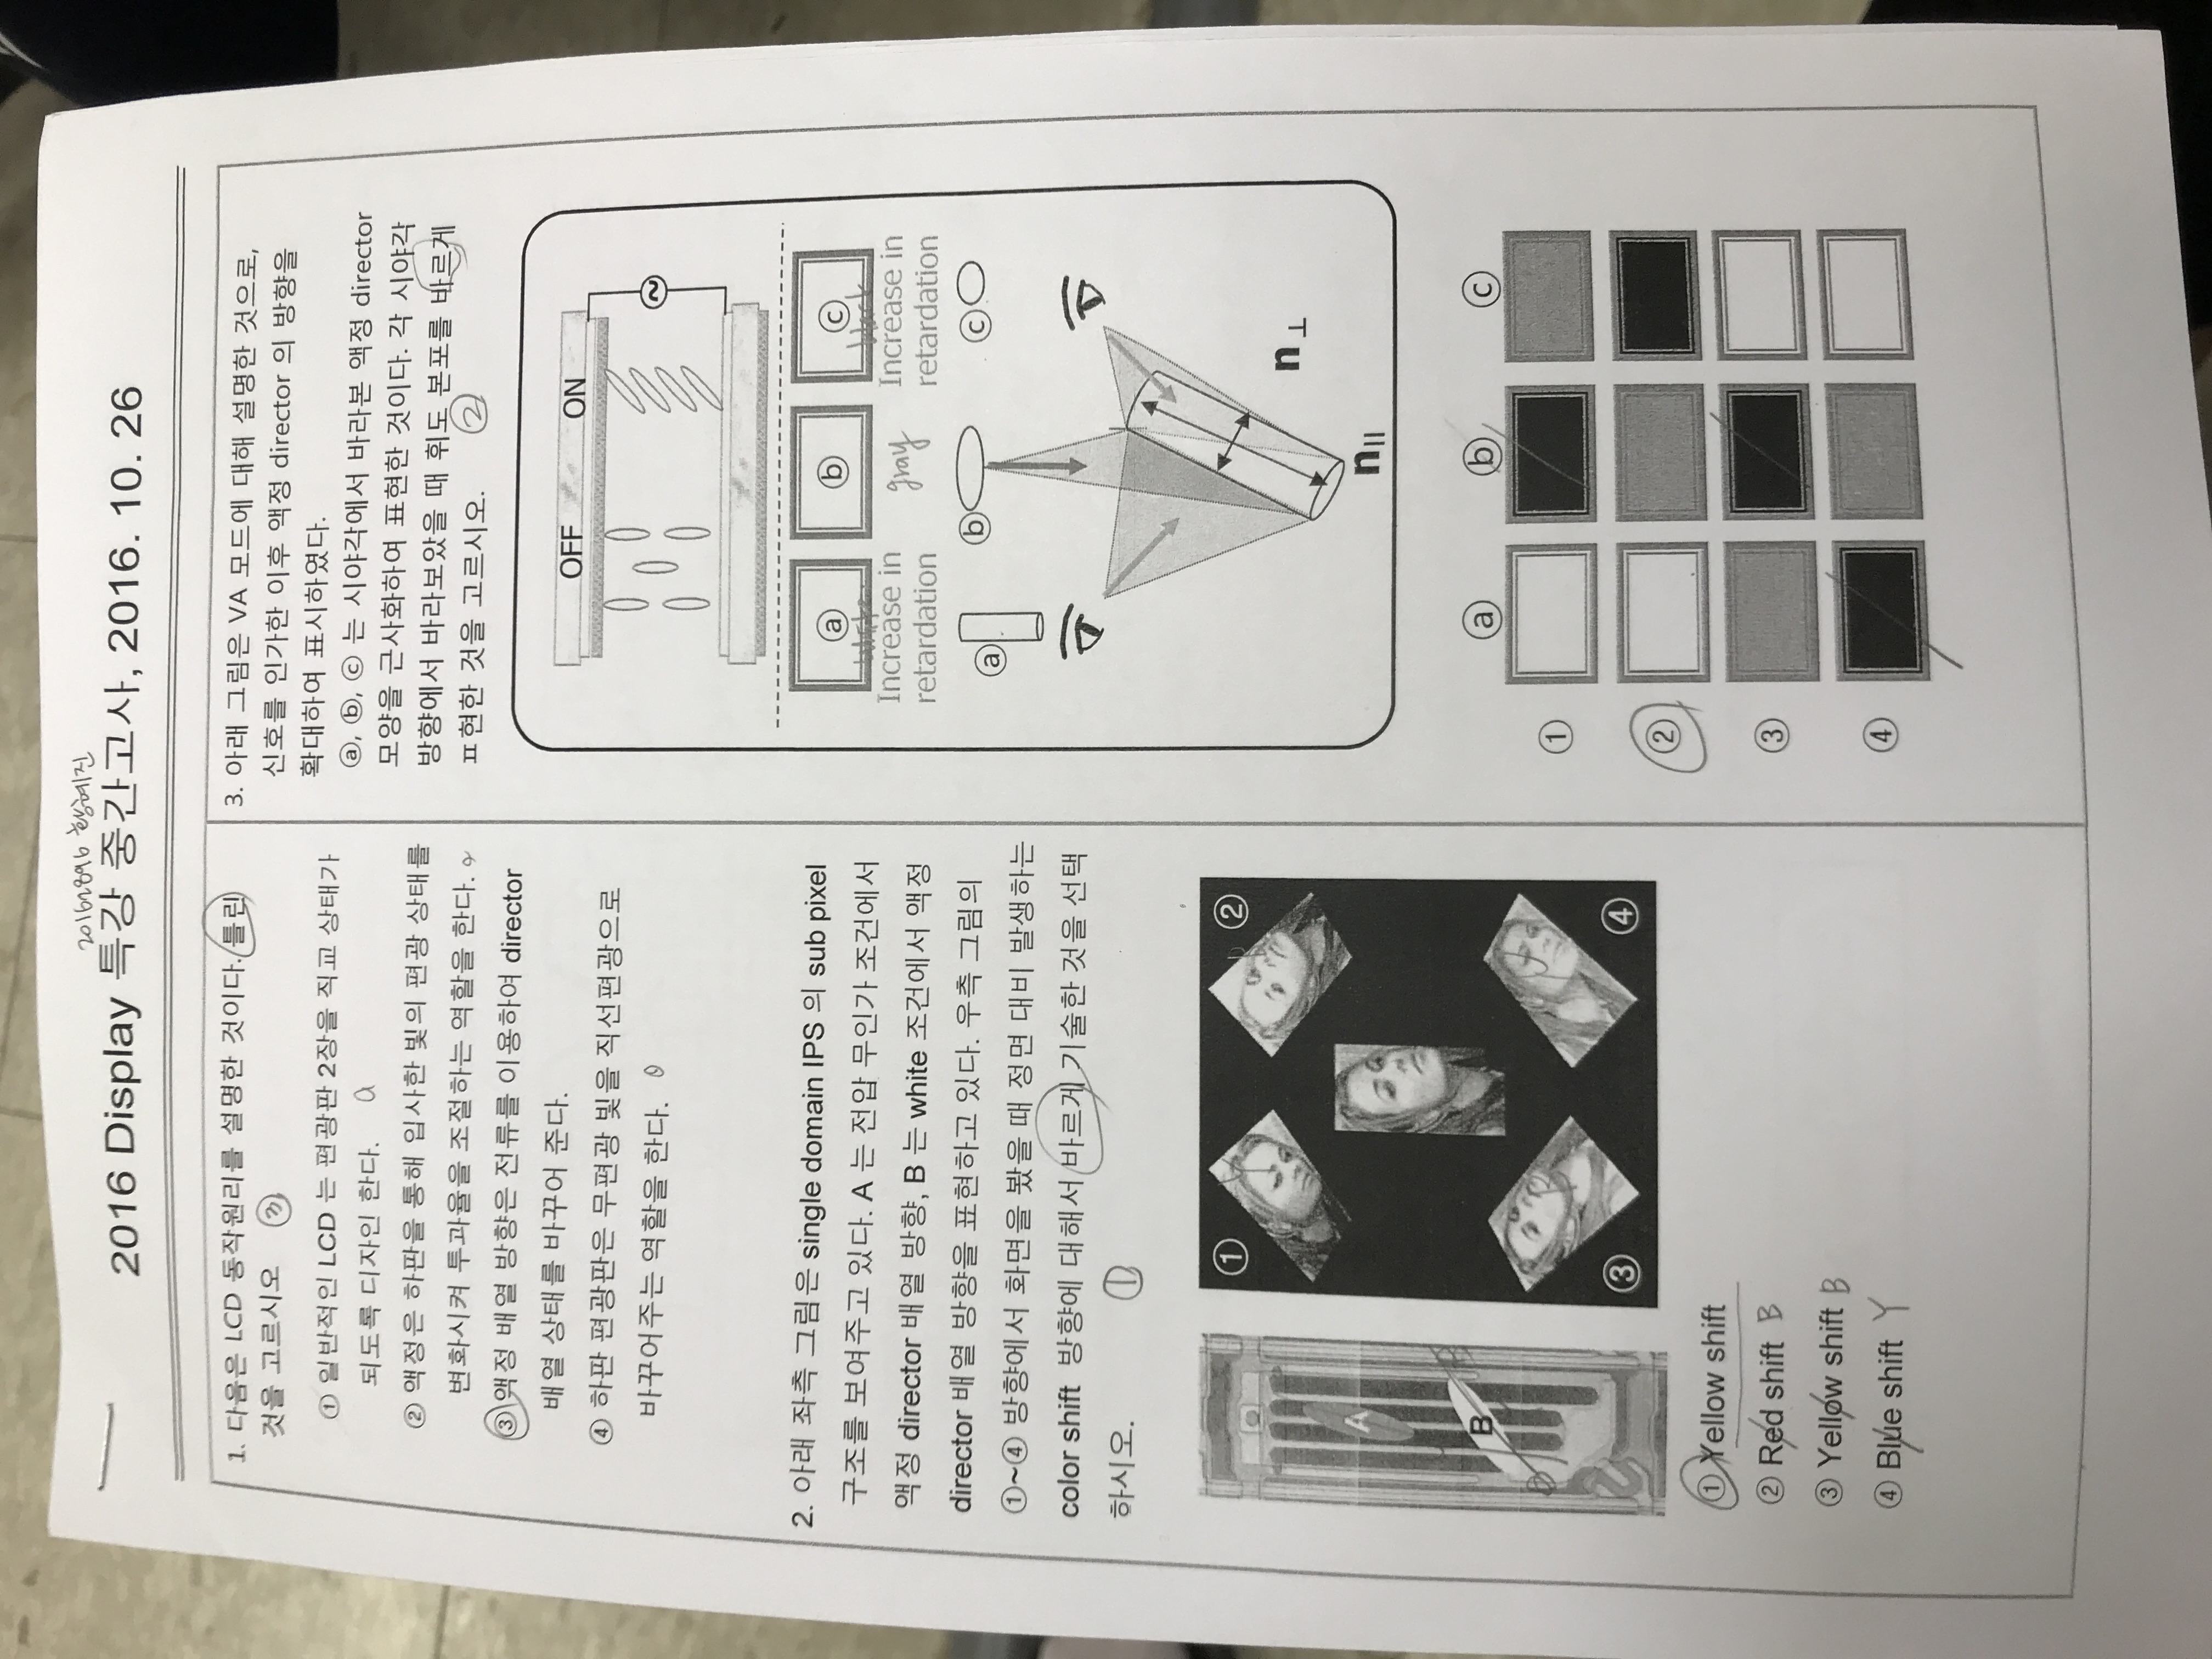 20162896 황혜진
2016 Display 특강 중간고사, 2016. 10. 26
1. 다음은 LCD 동작원리를 설명한 것이다. 틀린
것을 고르시오 ③
① 일반적인 LCD 는 편광판 2장을 직교 상태가
되도록 디자인 한다.
② 액정은 하판을 통해 입사한 빛의 편광 상태를
변화시켜 투과율을 조절하는 역할을 한다.
③ 액정 배열 방향은 전류를 이용하여 director
배열 상태를 바꾸어 준다.
④ 하판 편광판은 무편광 빛을 직선편광으로
바꾸어주는 역할을 한다.
2. 아래 좌측 그림은 single domain IPS 의 sub pixel
구조를 보여주고 있다. A 는 전압 무인가 조건에서
액정 director 배열 방향, B 는 white 조건에서 액정
director 배열 방향을 표현하고 있다. 우측 그림의
①~④ 방향에서 화면을 봤을 때 정면 대비 발생하는
color shift 방향에 대해서 바르게 기술한 것을 선택
하시오. ①
A
B
① Y
② B
③ B
④ Y
① Yellow shift
② Red shift B
③ Yellow shift B
④ Blue shift Y
3. 아래 그림은 VA 모드에 대해 설명한 것으로,
신호를 인가한 이후 액정 director 의 방향을
확대하여 표시하였다.
ⓐ, ⓑ, ⓒ 는 시야각에서 바라본 액정 director
모양을 근사화하여 표현한 것이다. 각 시야각
방향에서 바라보았을 때 휘도 본포를 바르게
표현한 것을 고르시오. ②
OFF ON
~
ⓐ ⓑ ⓒ
white black
Increase in
retardation
gray
Increase in
retardation
ⓐ ⓑ ⓒ
n⊥
n||
ⓐ ⓑ ⓒ
①
②
③
④